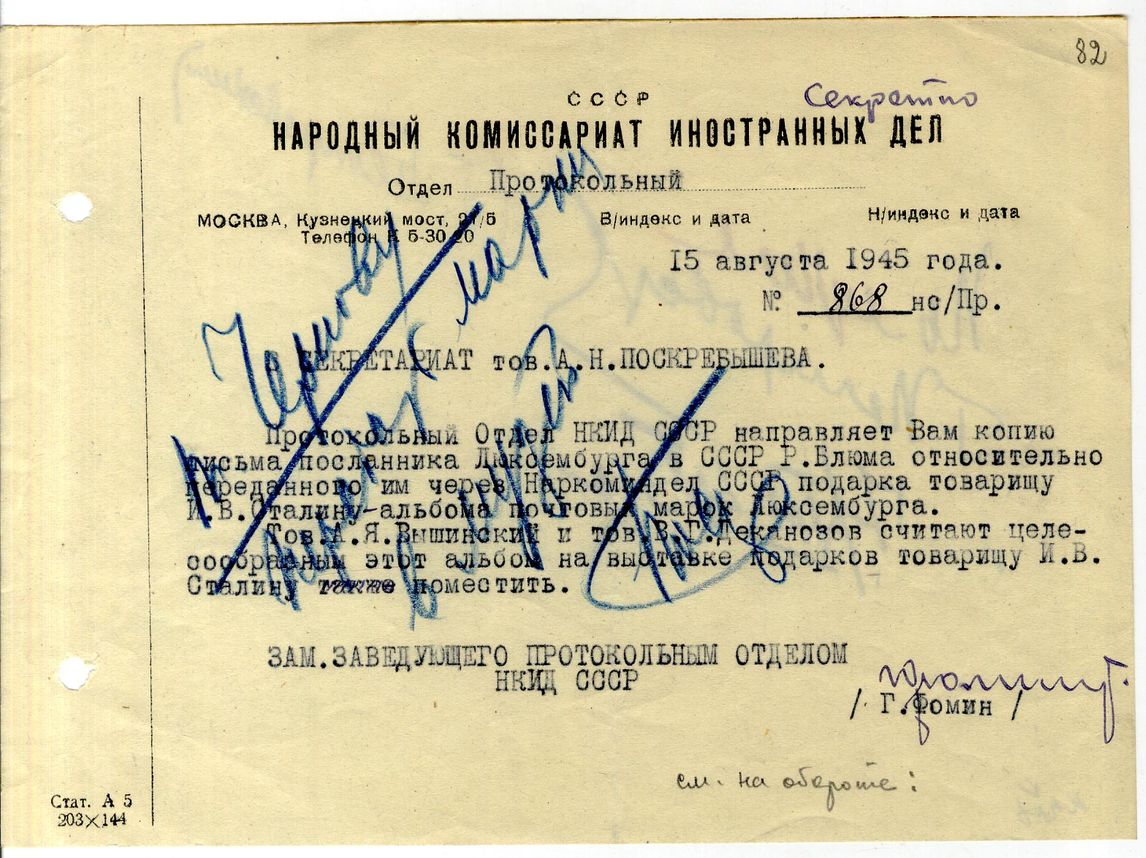 82
СССР
Секретно
НАРОДНЫЙ КОМИССАРИАТ ИНОСТРАННЫХ ДЕЛ
Отдел Протокольный
МОСКВА, Кузнецкий мост, 21/5
Телефон К 5-30-20
В/индекс и дата
Н/индекс и дата
15 августа 1945 года.
№ 868 нс/Пр.
В СЕКРЕТАРИАТ тов.А.Н.ПОСКРЕБЫШЕВА.
Протокольный Отдел НКИД СССР направляет Вам копию
письма посланника Люксембурга в СССР Р.Блюма относительно
переданного им через Наркоминдел СССР подарка товарищу
И.В.Сталину-альбома почтовых марок Люксембурга.
Тов.А.Я.Вышинский и тов.В.Г.Деканозов считают целе-
сообразным этот альбом на выставке подарков товарищу И.В.
Сталину также поместить.
т. Чернову
марки
музей
ЗАМ.ЗАВЕДУЮЩЕГО ПРОТОКОЛЬНЫМ ОТДЕЛОМ
НКИД СССР
/ Г.Фомин /
см. на обороте:
Стат. А 5
203×144